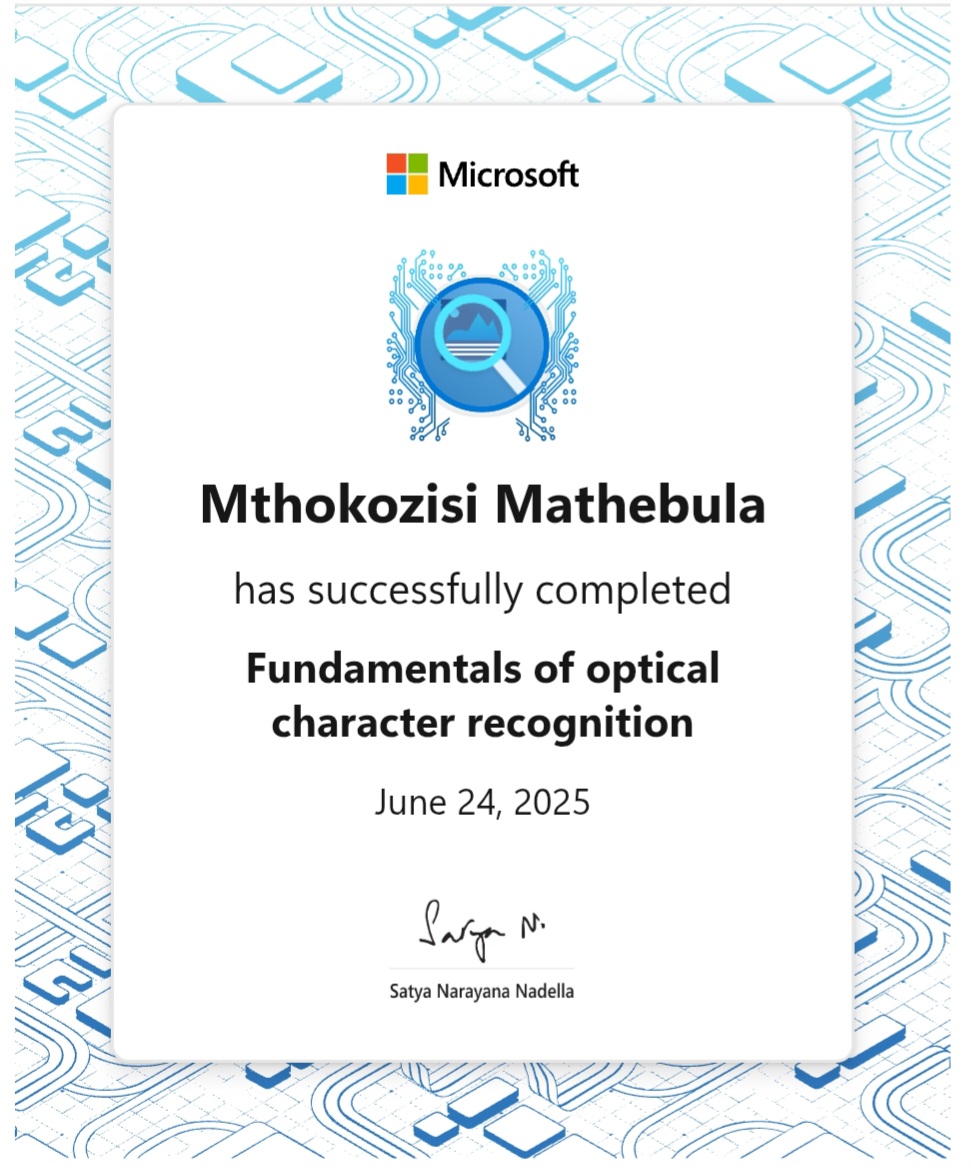 Microsoft
Mthokozisi Mathebula
has successfully completed
Fundamentals of optical
character recognition
June 24, 2025
Satya N.
Satya Narayana Nadella